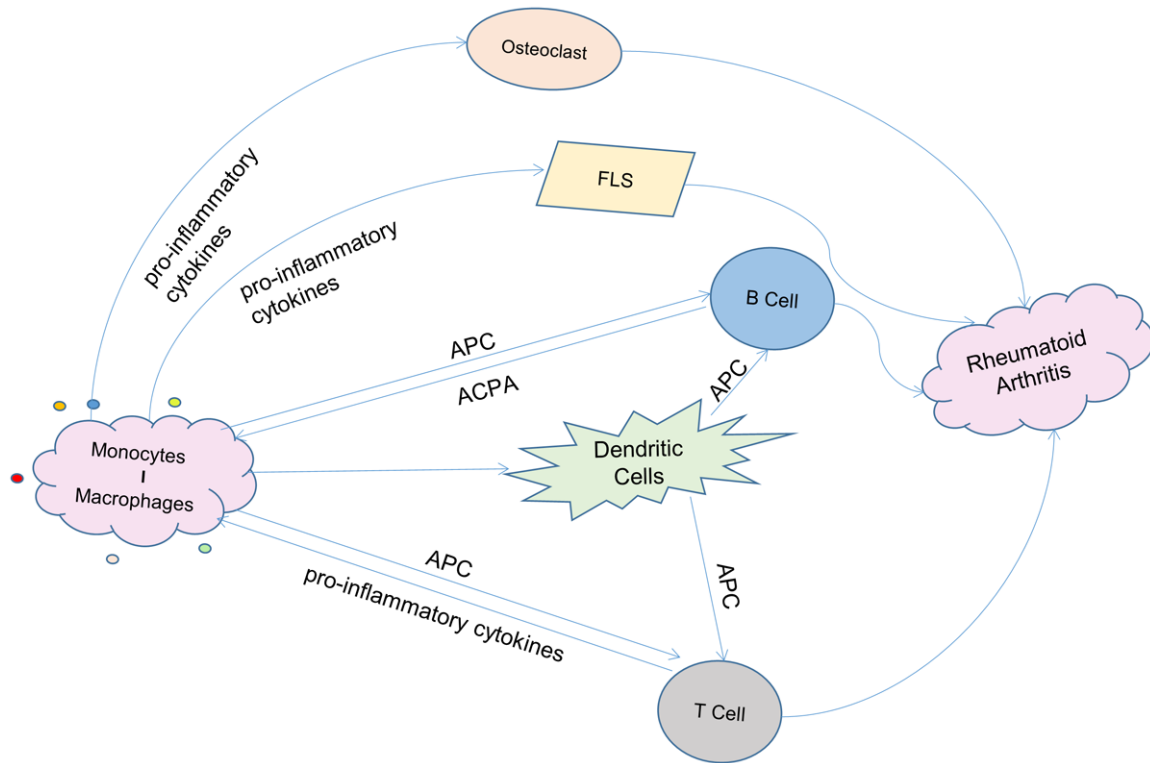 Osteoclast
pro-inflammatory
cytokines
FLS
pro-inflammatory
cytokines
B Cell
APC
ACPA
APC
Rheumatoid
Arthritis
Monocytes
Macrophages
Dendritic
Cells
APC
pro-inflammatory cytokines
APC
T Cell